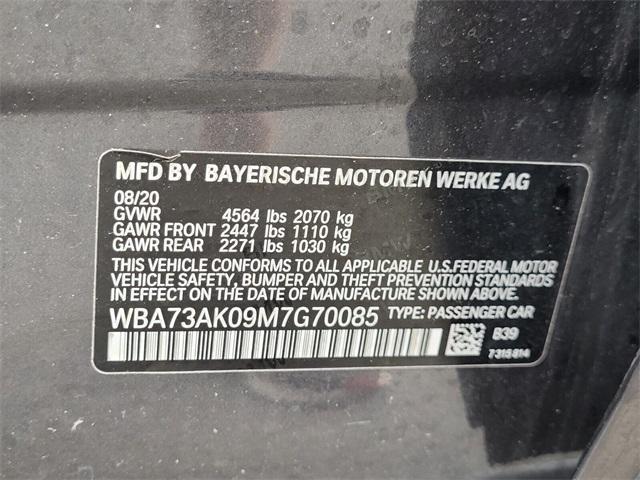 MFD BY BAYERISCHE MOTOREN WERKE AG
08/20
GVWR 4564 lbs 2070 kg
GAWR FRONT 2447 lbs 1110 kg
GAWR REAR 2271 lbs 1030 kg
THIS VEHICLE CONFORMS TO ALL APPLICABLE U.S.FEDERAL MOTOR
VEHICLE SAFETY, BUMPER AND THEFT PREVENTION STANDARDS
IN EFFECT ON THE DATE OF MANUFACTURE SHOWN ABOVE.
WBA73AK09M7G70085 TYPE: PASSENGER CAR
B39
7315814